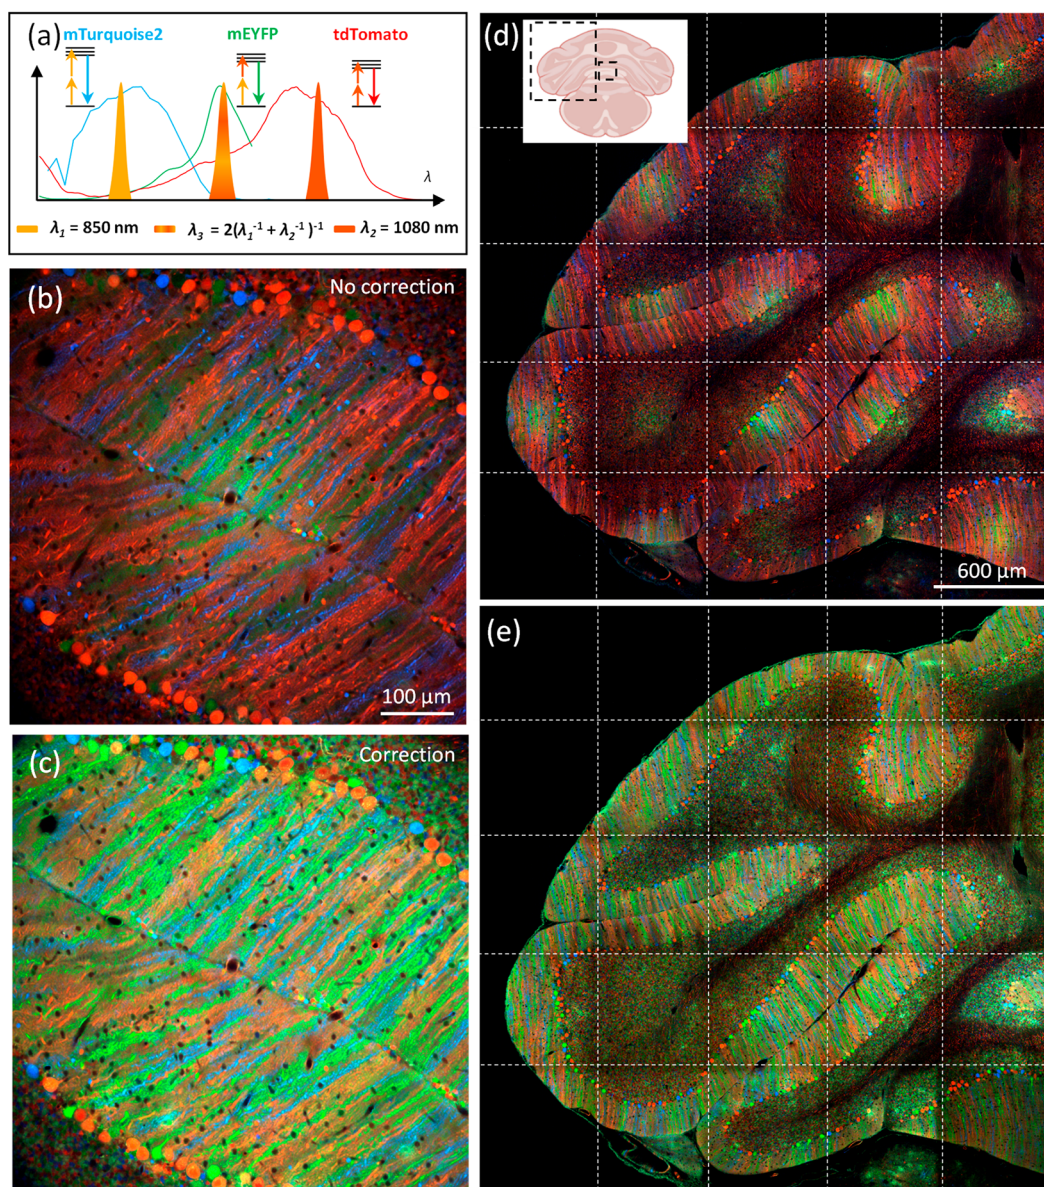 (a)
mTurquoise2 mEYFP tdTomato
λ
λ1 = 850 nm λ3 = 2(λ1⁻¹ + λ2⁻¹)⁻¹ λ2 = 1080 nm
(b) No correction
100 μm
(c) Correction
(d)
600 μm
(e)